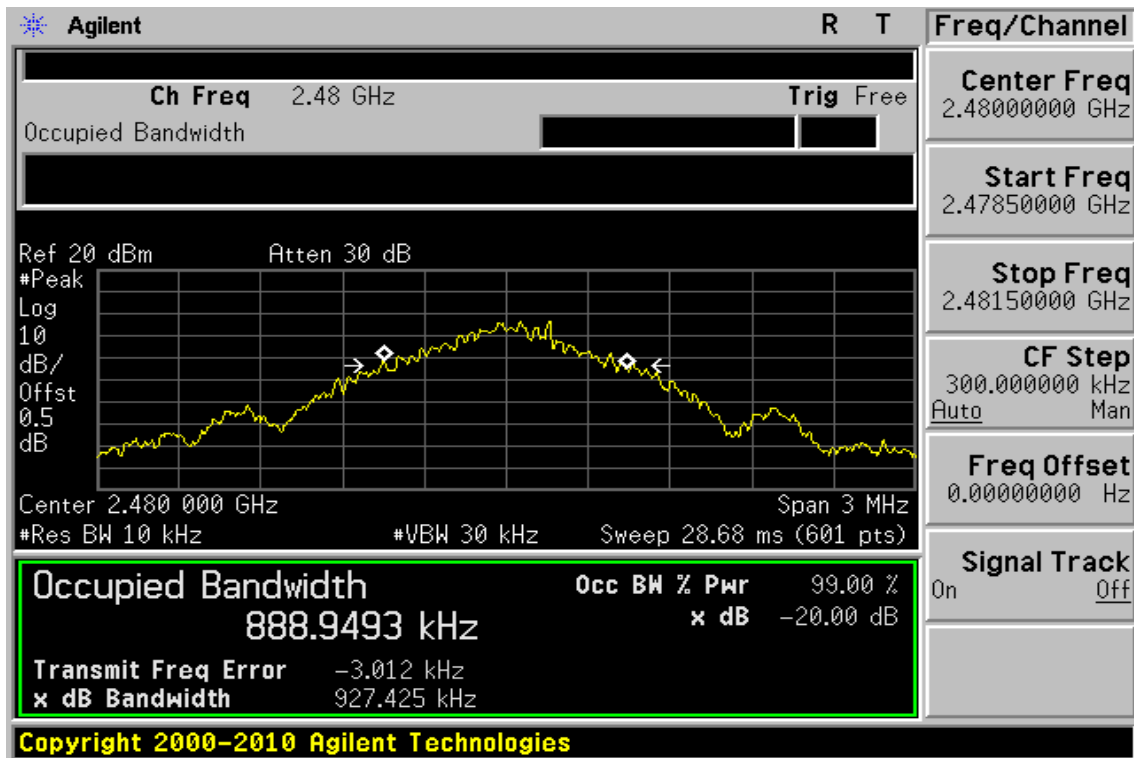 Agilent R T Freq/Channel
Ch Freq 2.48 GHz Trig Free
Occupied Bandwidth
Center Freq
2.48000000 GHz
Start Freq
2.47850000 GHz
Stop Freq
2.48150000 GHz
CF Step
300.000000 kHz
Auto Man
Freq Offset
0.00000000 Hz
Signal Track
On Off
Ref 20 dBm Atten 30 dB
#Peak
Log
10
dB/
Offst
0.5
dB
Center 2.480 000 GHz Span 3 MHz
#Res BW 10 kHz #VBW 30 kHz Sweep 28.68 ms (601 pts)
Occupied Bandwidth
888.9493 kHz
Occ BW % Pwr 99.00 %
x dB -20.00 dB
Transmit Freq Error -3.012 kHz
x dB Bandwidth 927.425 kHz
Copyright 2000-2010 Agilent Technologies